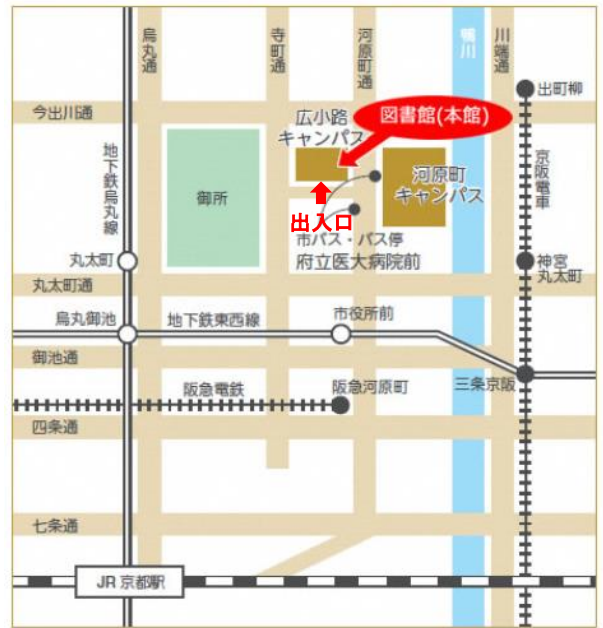 烏丸通
寺町通
河原町通
鴨川
川端通
出町柳
今出川通
広小路
キャンパス
図書館(本館)
地下鉄烏丸線
御所
河原町
キャンパス
京阪電車
出入口
市バス・バス停
府立医大病院前
丸太町
神宮
丸太町
丸太町通
烏丸御池
地下鉄東西線
市役所前
御池通
阪急電鉄
阪急河原町
三条京阪
四条通
七条通
JR 京都駅